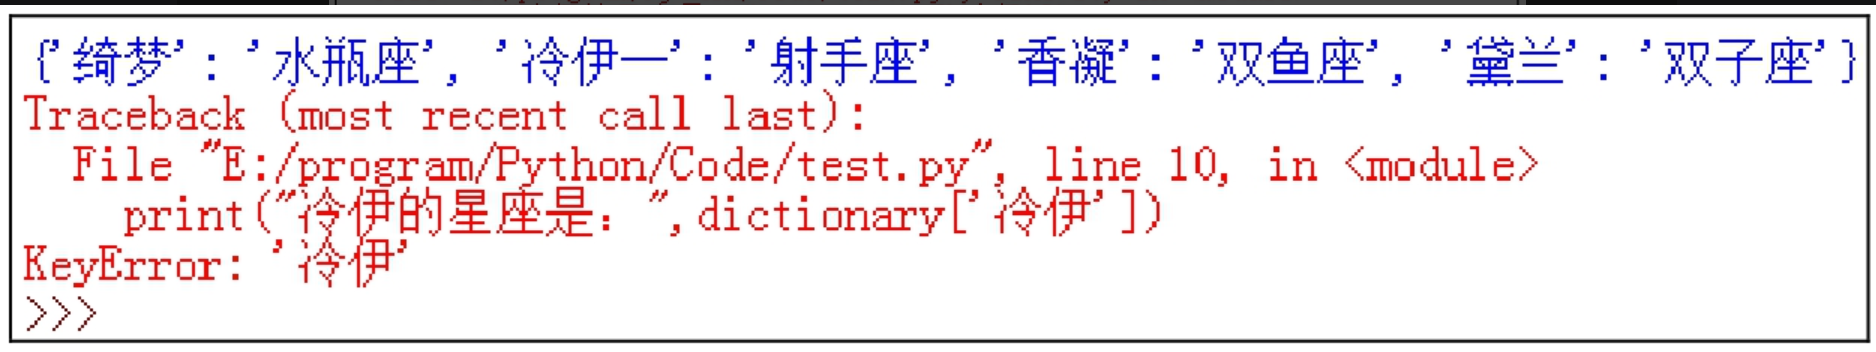 {'绮梦': '水瓶座', '冷伊一': '射手座', '香凝': '双鱼座', '黛兰': '双子座'}
Traceback (most recent call last):
  File "E:/program/Python/Code/test.py", line 10, in <module>
    print("冷伊的星座是：",dictionary['冷伊'])
KeyError: '冷伊'
>>>